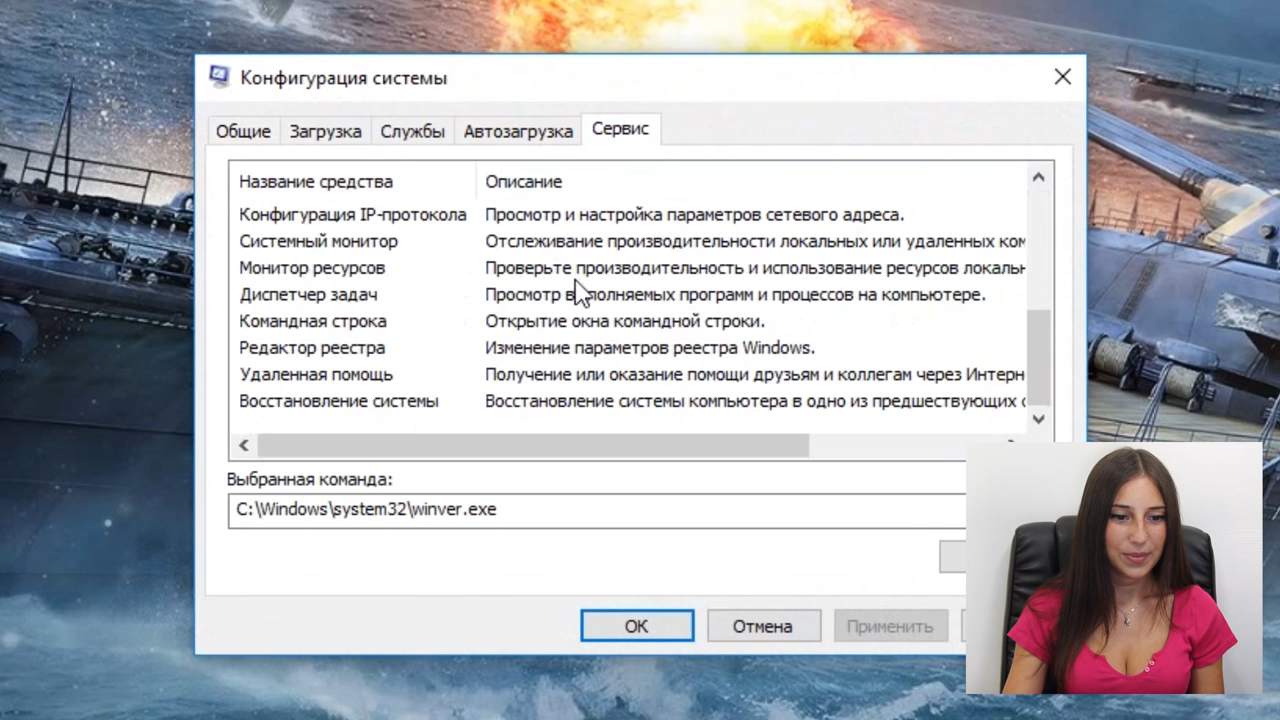 Конфигурация системы
Общие Загрузка Службы Автозагрузка Сервис
Название средства Описание
Конфигурация IP-протокола Просмотр и настройка параметров сетевого адреса.
Системный монитор Отслеживание производительности локальных или удаленных ком
Монитор ресурсов Проверьте производительность и использование ресурсов локальн
Диспетчер задач Просмотр выполняемых программ и процессов на компьютере.
Командная строка Открытие окна командной строки.
Редактор реестра Изменение параметров реестра Windows.
Удаленная помощь Получение или оказание помощи друзьям и коллегам через Интерн
Восстановление системы Восстановление системы компьютера в одно из предшествующих с
Выбранная команда:
C:\Windows\system32\winver.exe
ОК Отмена Применить